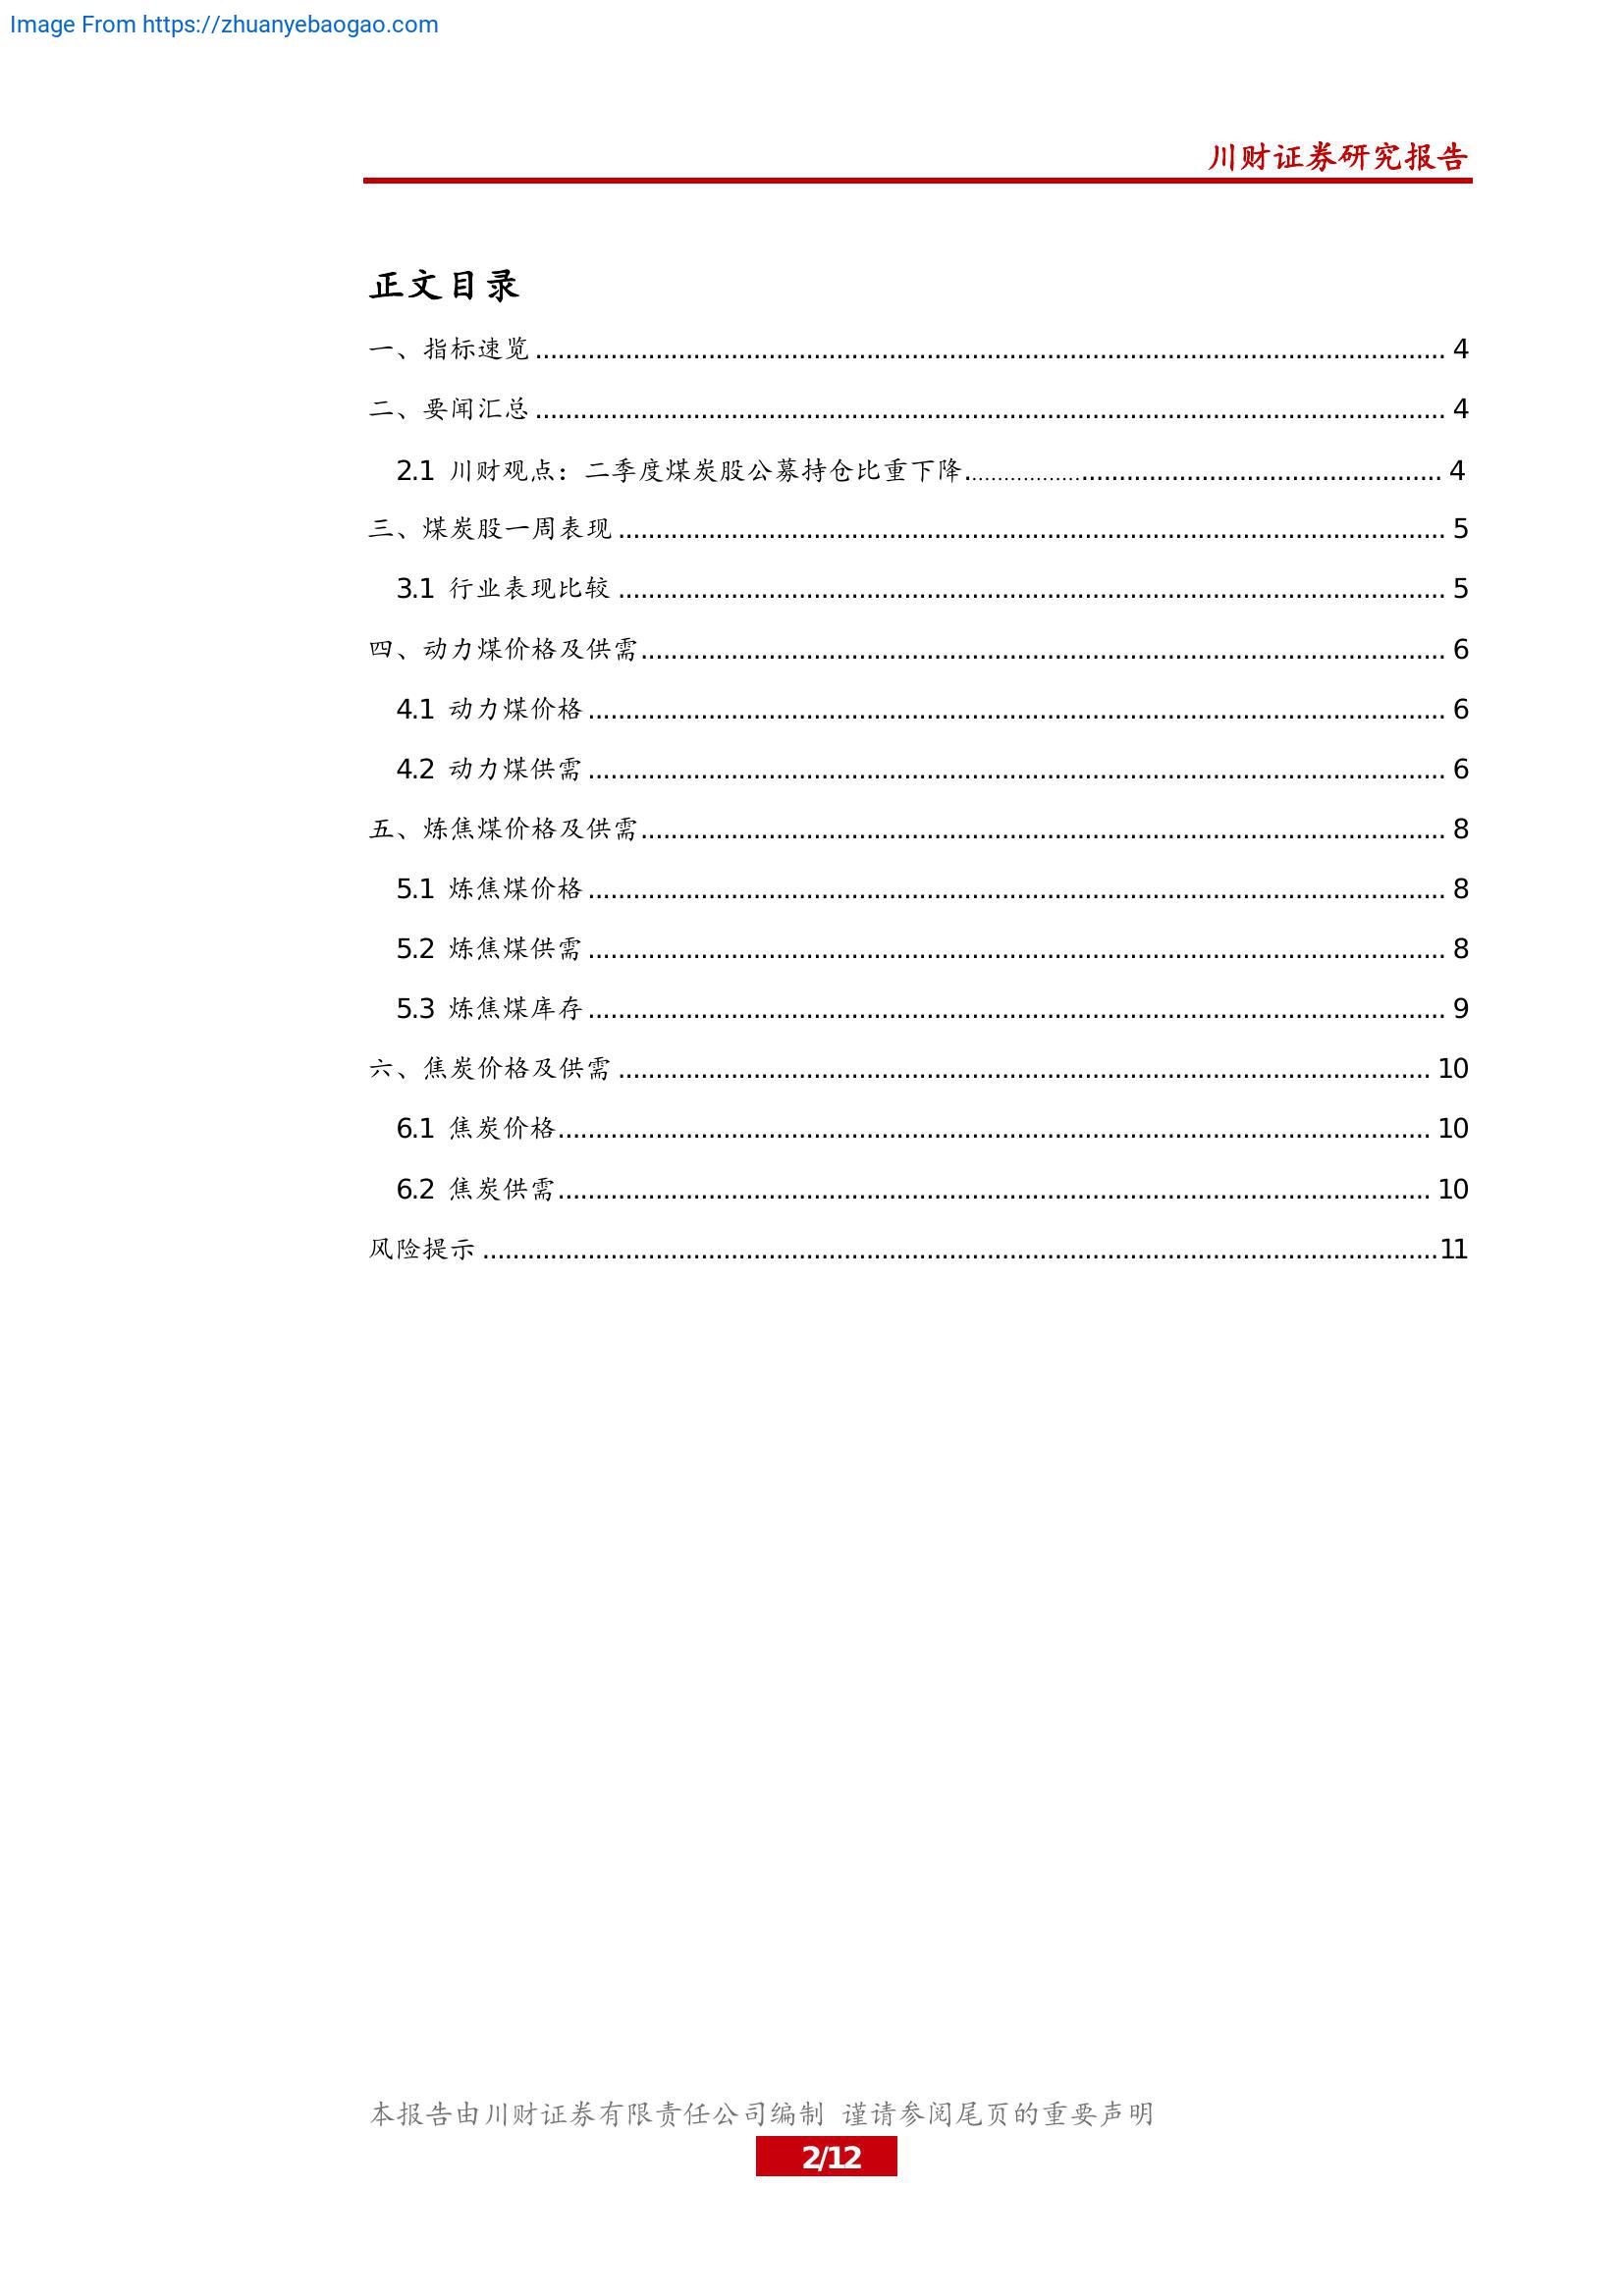 Image From https://zhuanyebaogao.com
川财证券研究报告
正文目录
一、指标速览 ........................................ 4
二、要闻汇总 ........................................ 4
2.1 川财观点：二季度煤炭股公募持仓比重下降 ........................................ 4
三、煤炭股一周表现 ........................................ 5
3.1 行业表现比较 ........................................ 5
四、动力煤价格及供需 ........................................ 6
4.1 动力煤价格 ........................................ 6
4.2 动力煤供需 ........................................ 6
五、炼焦煤价格及供需 ........................................ 8
5.1 炼焦煤价格 ........................................ 8
5.2 炼焦煤供需 ........................................ 8
5.3 炼焦煤库存 ........................................ 9
六、焦炭价格及供需 ........................................ 10
6.1 焦炭价格 ........................................ 10
6.2 焦炭供需 ........................................ 10
风险提示 ........................................ 11
本报告由川财证券有限责任公司编制 谨请参阅尾页的重要声明
2/12